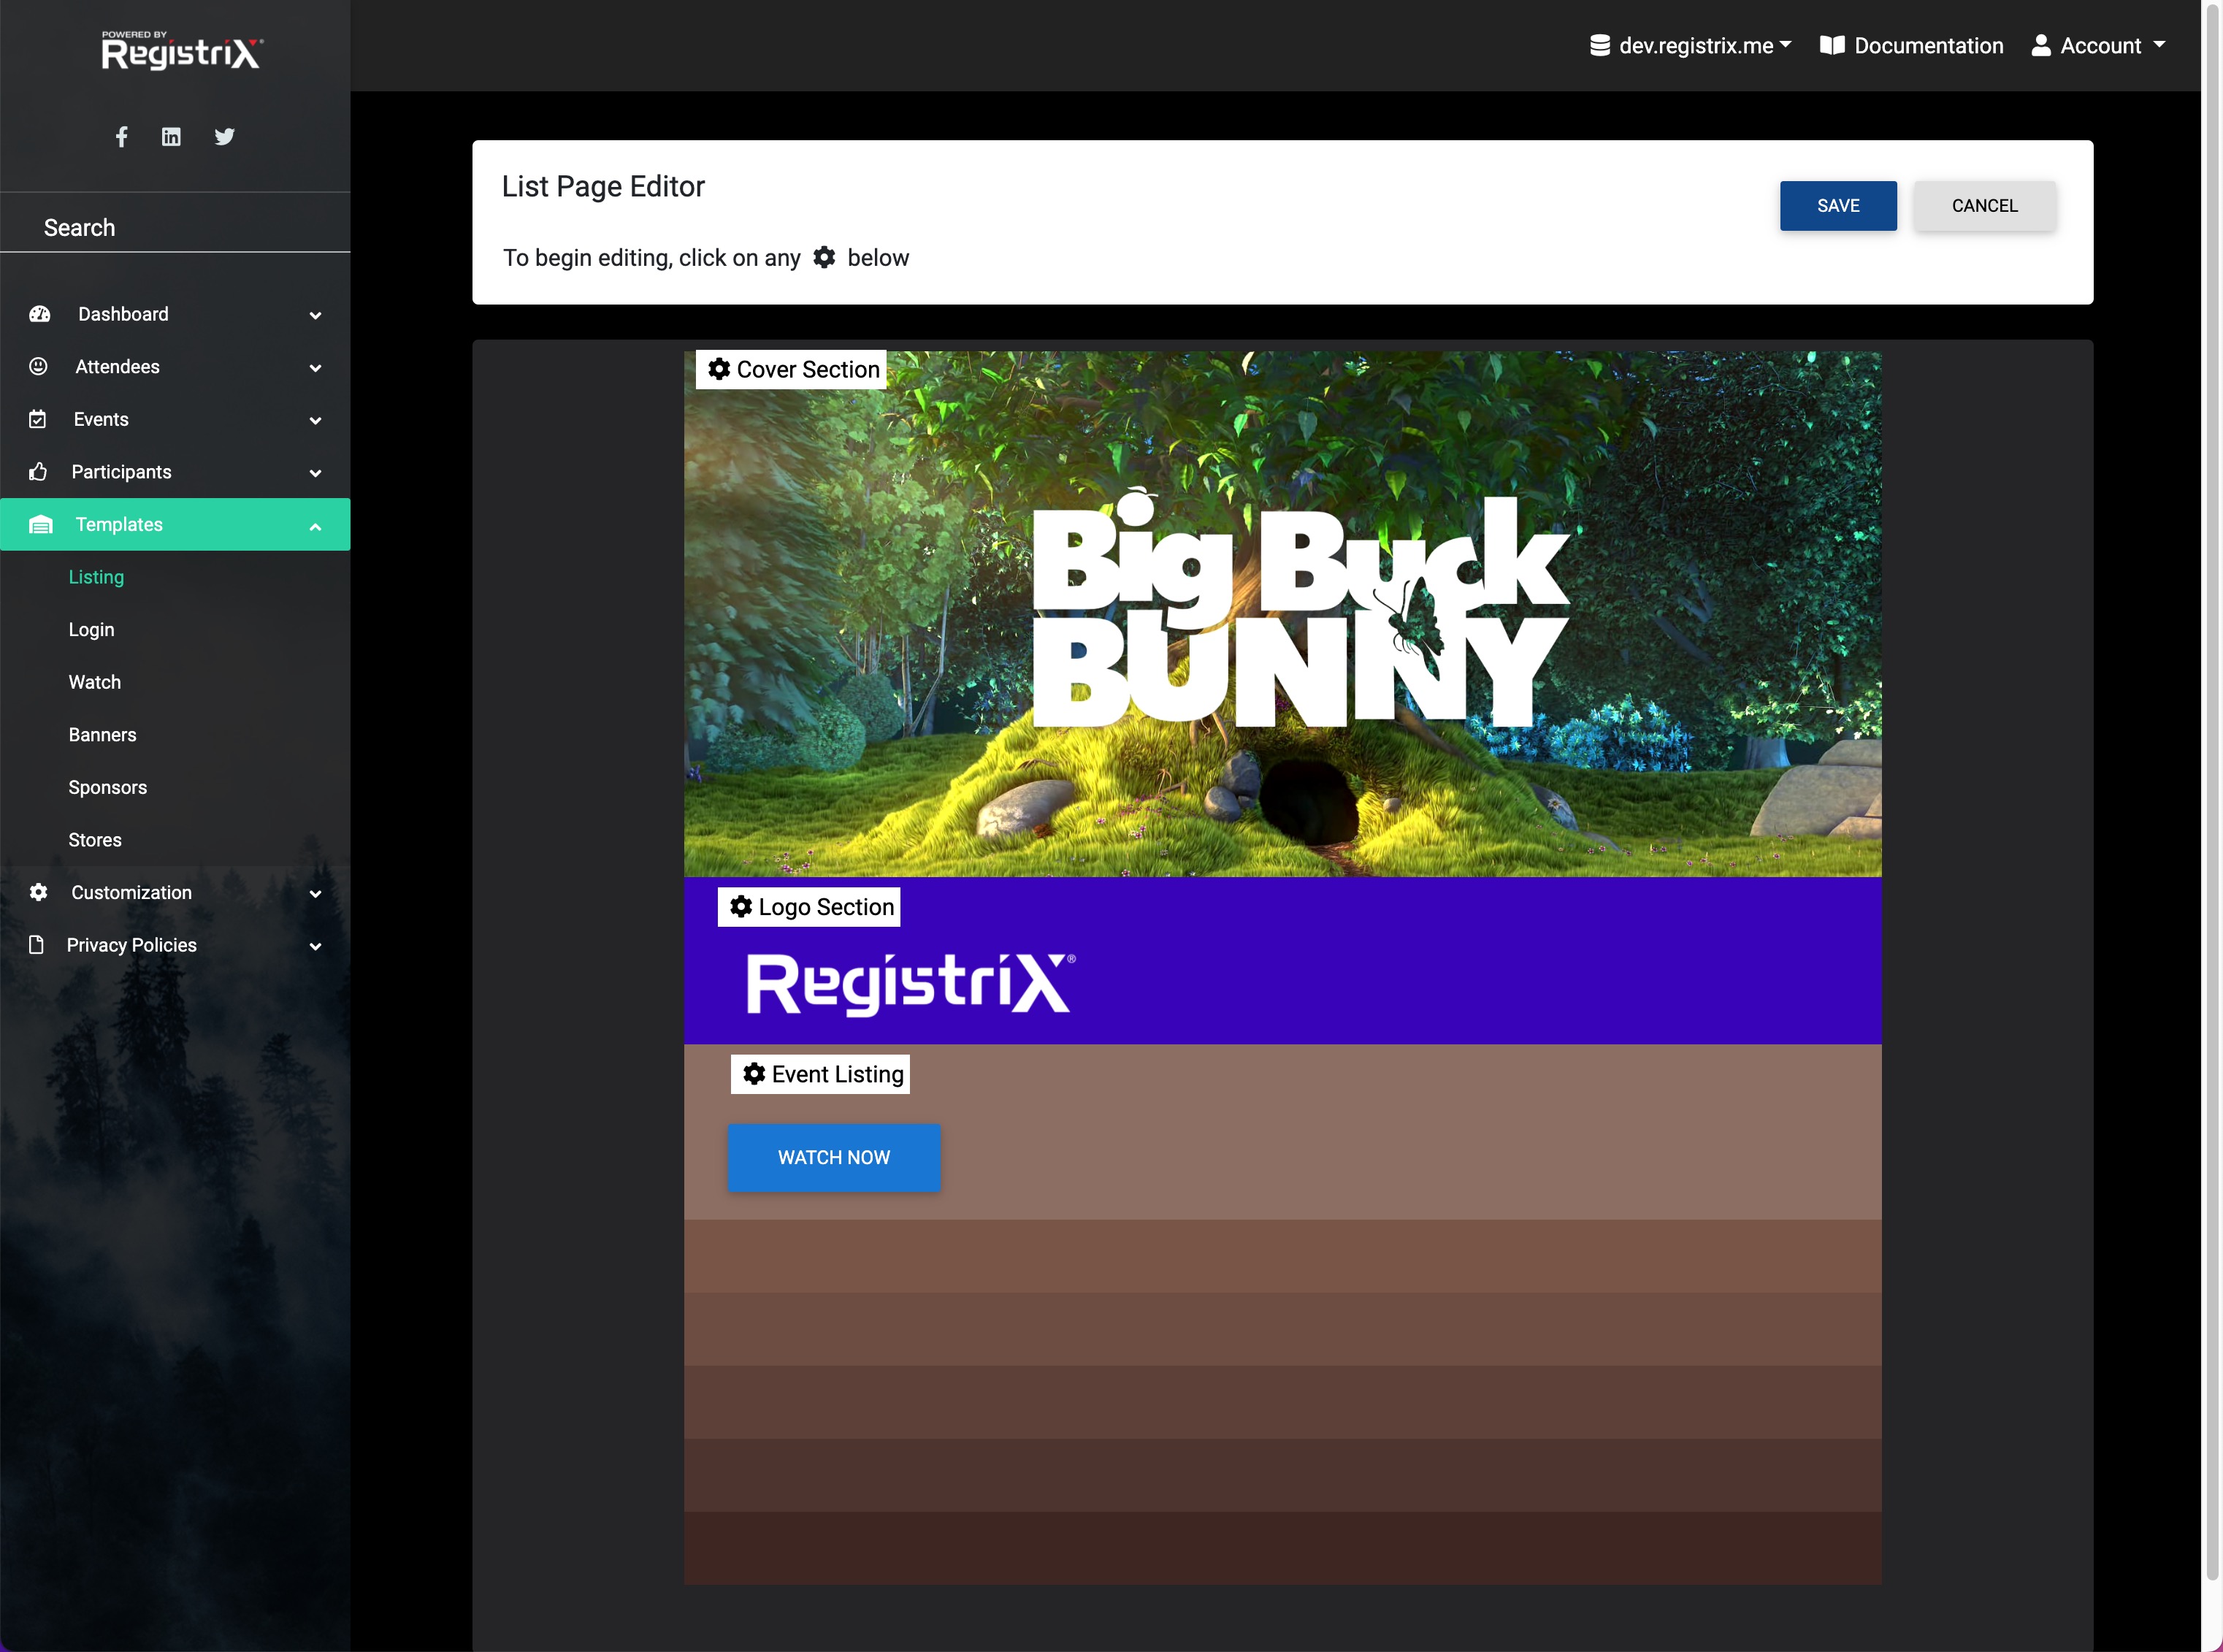 POWERED BY
RegistriX®
Search
Dashboard
Attendees
Events
Participants
Templates
Listing
Login
Watch
Banners
Sponsors
Stores
Customization
Privacy Policies
dev.registrix.me
Documentation
Account
List Page Editor
SAVE
CANCEL
To begin editing, click on any below
Cover Section
Big Buck
BUNNY
Logo Section
RegistriX®
Event Listing
WATCH NOW